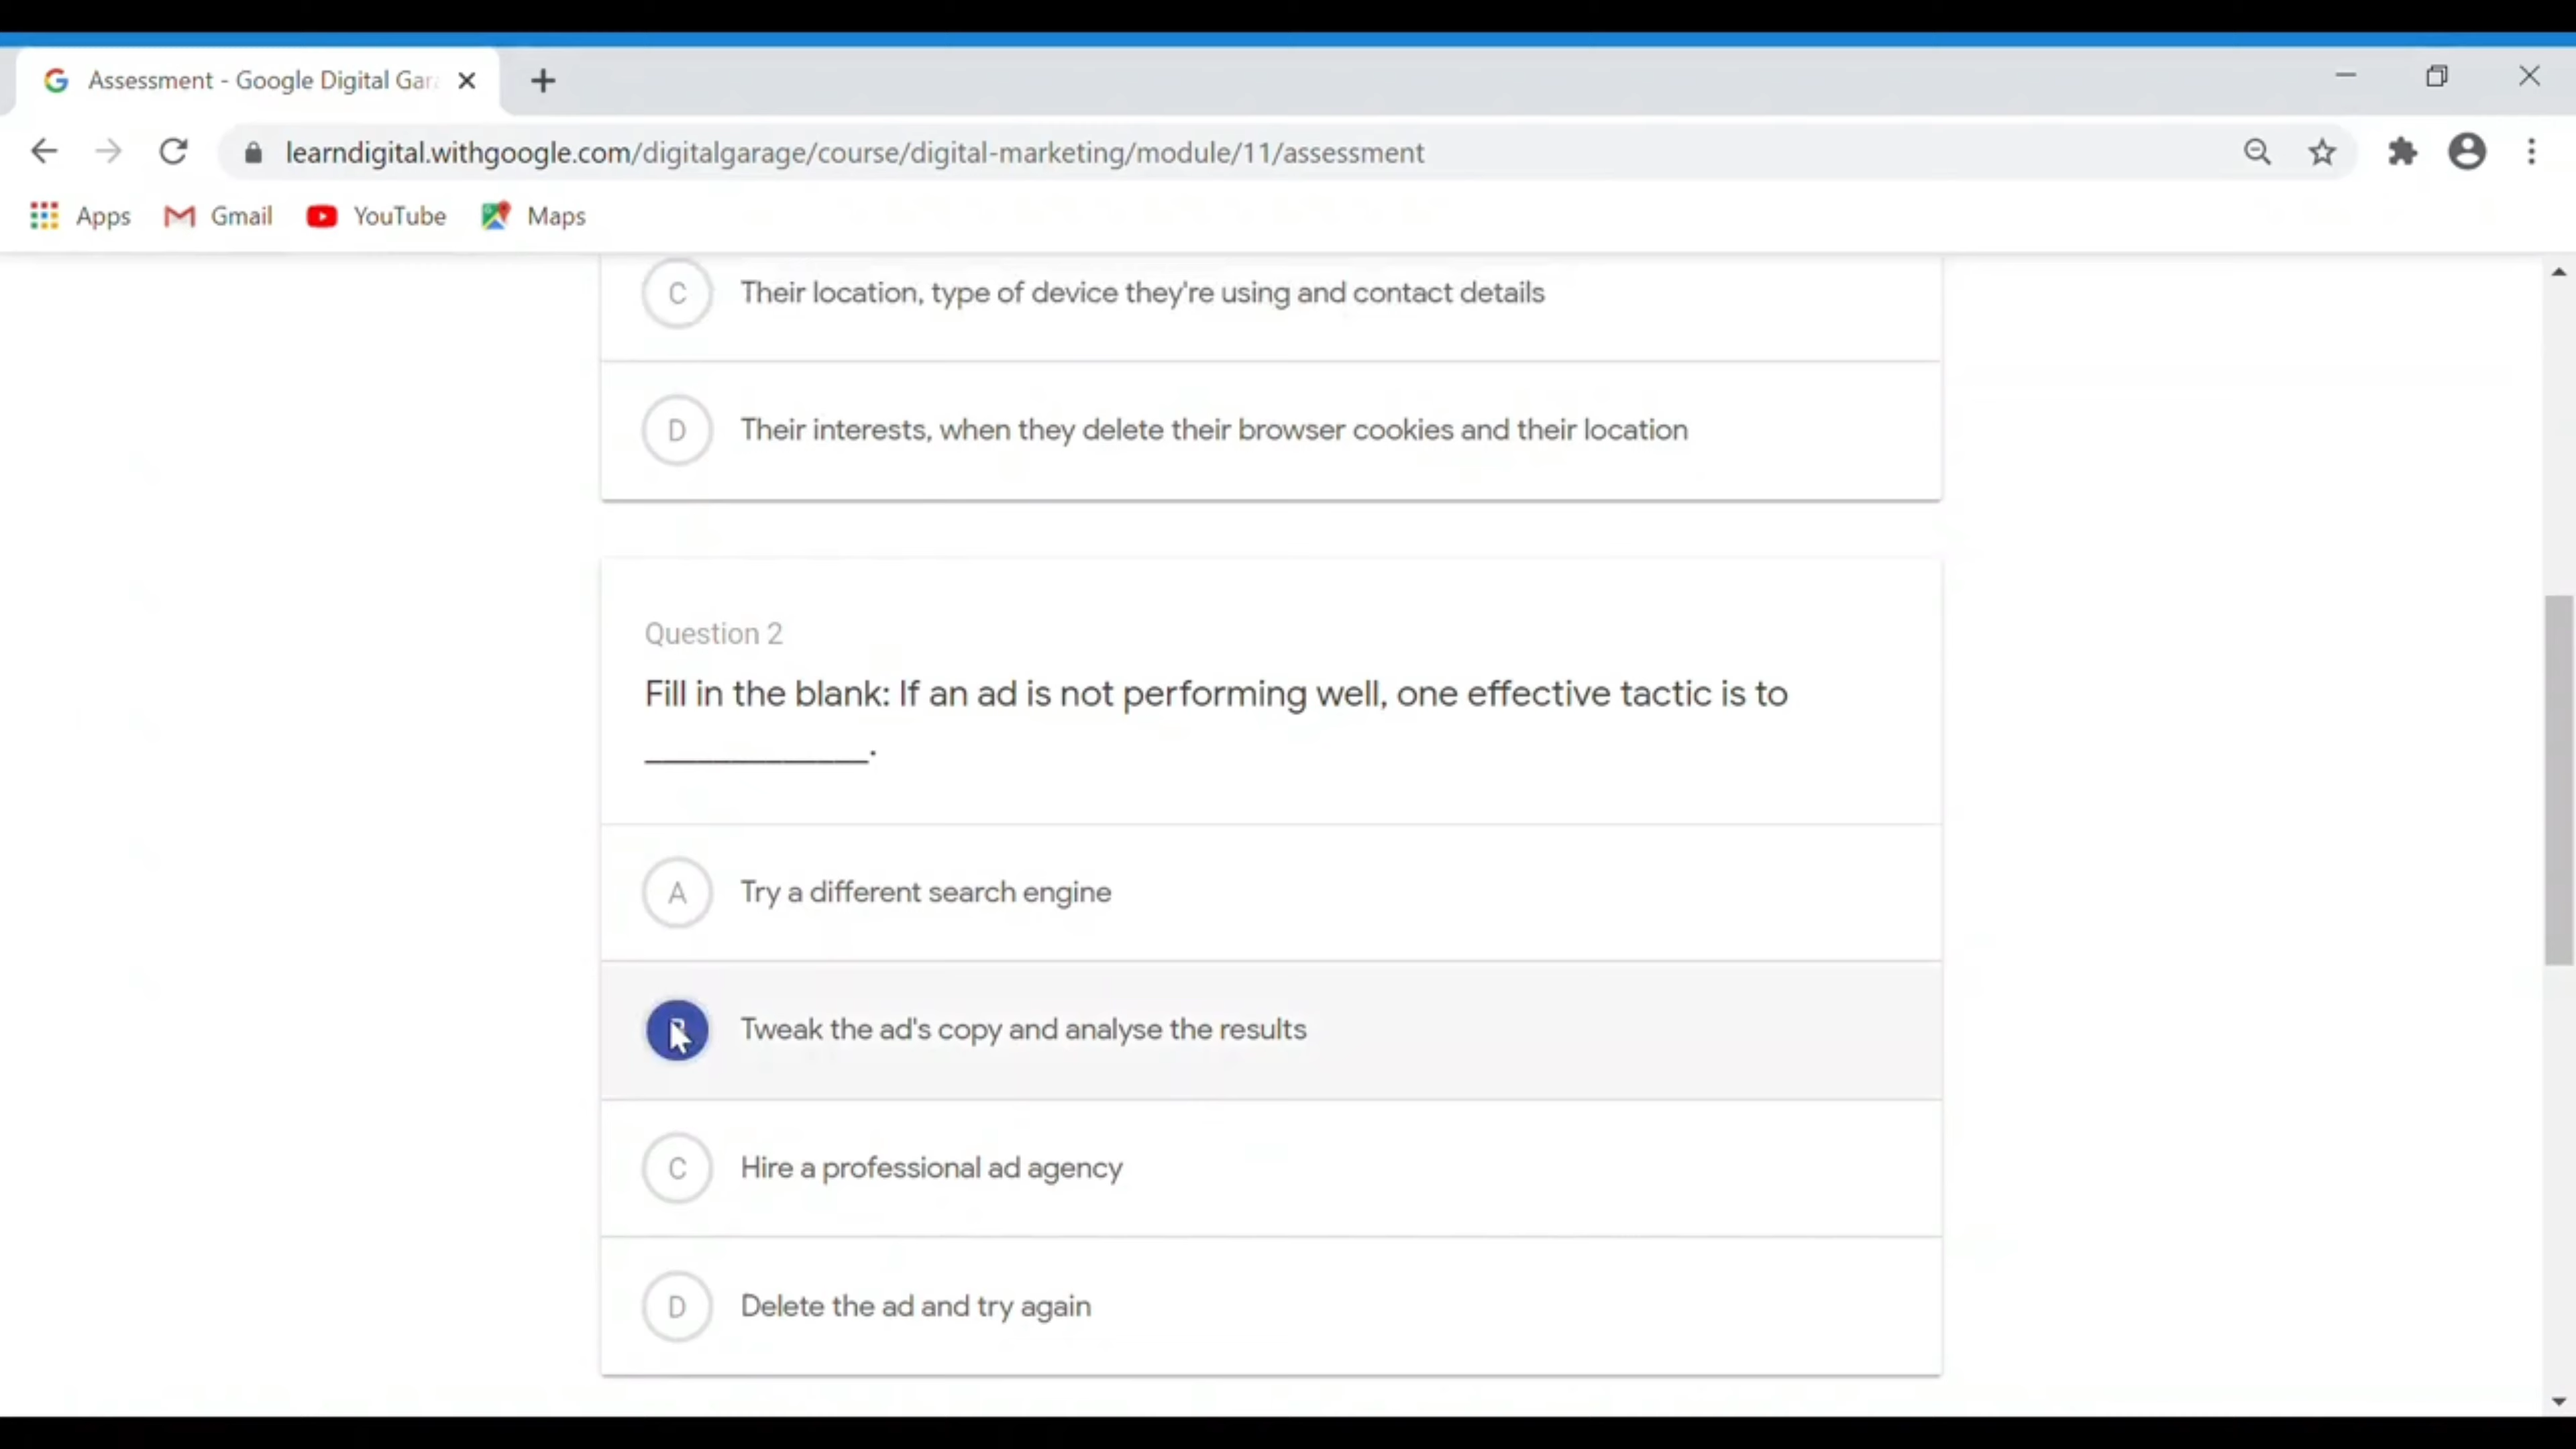 Assessment - Google Digital Gar
learndigital.withgoogle.com/digitalgarage/course/digital-marketing/module/11/assessment
Apps Gmail YouTube Maps
C Their location, type of device they're using and contact details
D Their interests, when they delete their browser cookies and their location
Question 2
Fill in the blank: If an ad is not performing well, one effective tactic is to
_____________.
A Try a different search engine
Tweak the ad's copy and analyse the results
C Hire a professional ad agency
D Delete the ad and try again